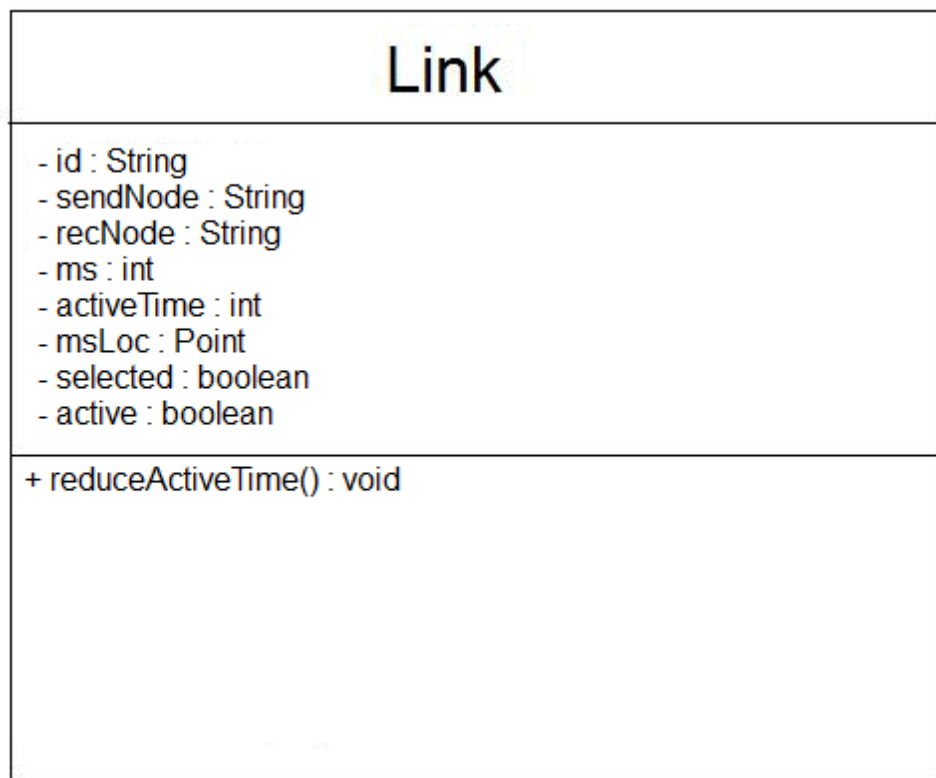 Link
- id : String
- sendNode : String
- recNode : String
- ms : int
- activeTime : int
- msLoc : Point
- selected : boolean
- active : boolean
+ reduceActiveTime() : void